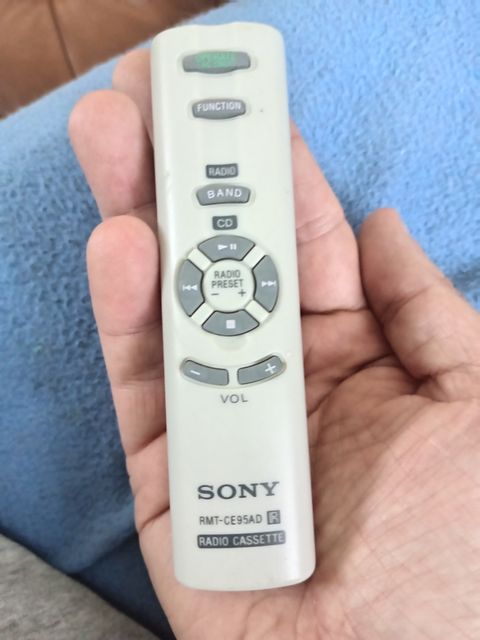 FUNCTION
RADIO
BAND
CD
RADIO
PRESET
− +
− +
VOL
SONY
RMT-CE95AD
RADIO CASSETTE